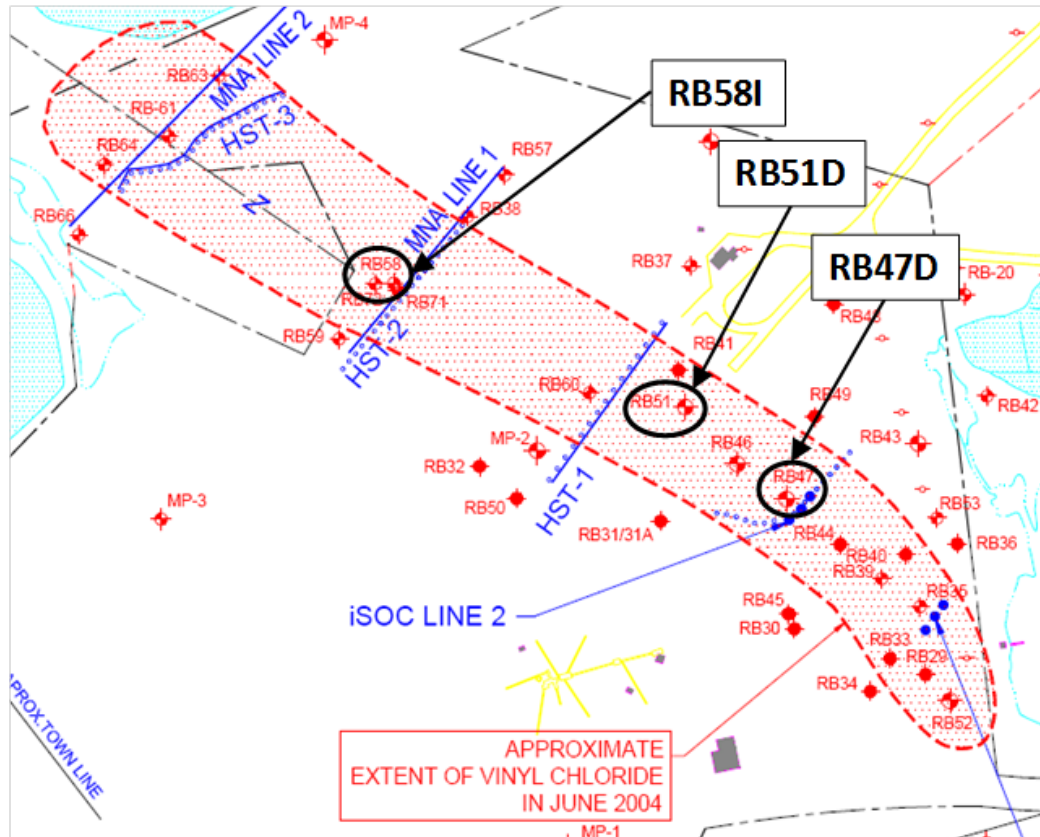 MP-4
MNA LINE 2
RB63
RB-61
HST-3
RB64
RB66
N
RB58I
RB57
RB51D
MNA LINE 1
RB38
RB47D
RB58
RB71
RB37
RB-20
RB48
RB59
HST-2
RB41
RB60
RB51
RB49
RB42
MP-2
RB46
RB43
RB32
RB47
RB50
HST-1
MP-3
RB31/31A
RB44
RB53
RB40
RB36
RB39
iSOC LINE 2
RB45
RB30
RB35
RB33
RB29
RB34
RB52
PROX.TOWN LINE
APPROXIMATE
EXTENT OF VINYL CHLORIDE
IN JUNE 2004
MP-1